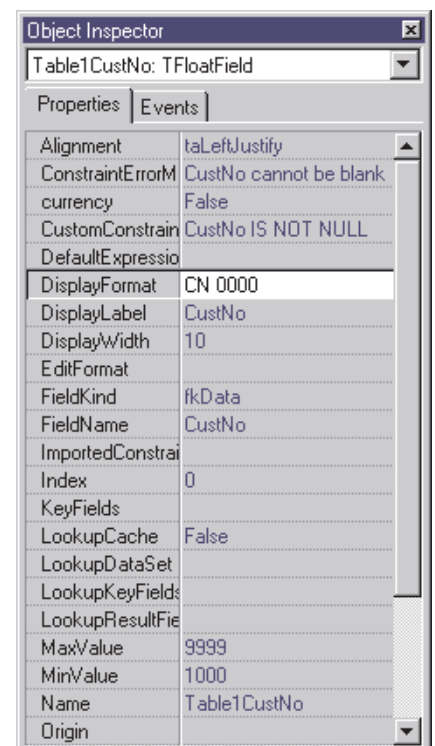 Object Inspector
Table1CustNo: TFloatField
Properties Events
Alignment taLeftJustify
ConstraintErrorM CustNo cannot be blank
currency False
CustomConstrain CustNo IS NOT NULL
DefaultExpressio
DisplayFormat CN 0000
DisplayLabel CustNo
DisplayWidth 10
EditFormat
FieldKind fkData
FieldName CustNo
ImportedConstrai
Index 0
KeyFields
LookupCache False
LookupDataSet
LookupKeyFields
LookupResultFie
MaxValue 9999
MinValue 1000
Name Table1CustNo
Origin